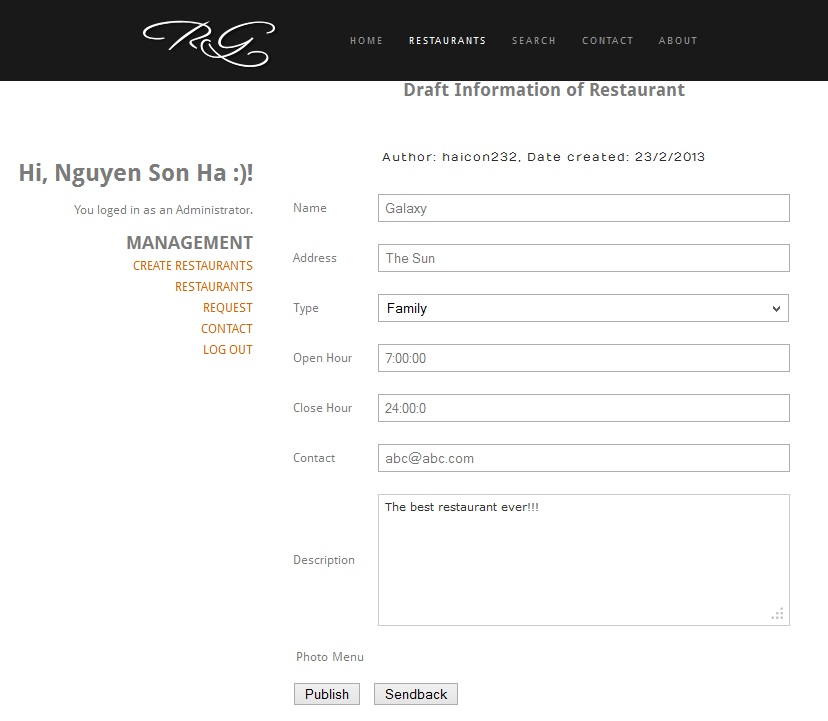 RG
HOME RESTAURANTS SEARCH CONTACT ABOUT
Draft Information of Restaurant
Hi, Nguyen Son Ha :)!
You loged in as an Administrator.
MANAGEMENT
CREATE RESTAURANTS
RESTAURANTS
REQUEST
CONTACT
LOG OUT
Author: haicon232, Date created: 23/2/2013
Name Galaxy
Address The Sun
Type Family
Open Hour 7:00:00
Close Hour 24:00:0
Contact abc@abc.com
Description The best restaurant ever!!!
Photo Menu
Publish Sendback